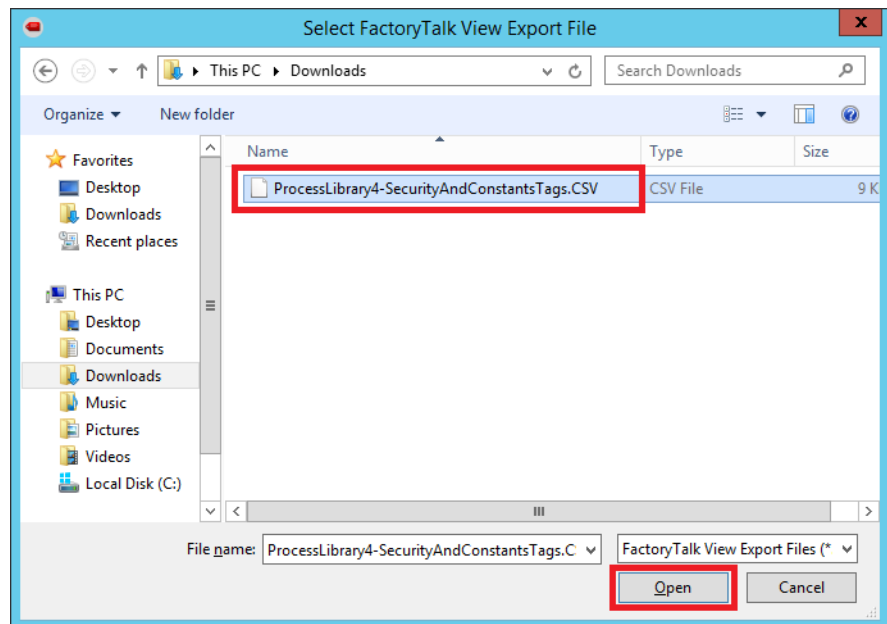 Select FactoryTalk View Export File
x
This PC Downloads
Search Downloads
Organize New folder
Name Type Size
ProcessLibrary4-SecurityAndConstantsTags.CSV CSV File 9 K
Favorites
Desktop
Downloads
Recent places
This PC
Desktop
Documents
Downloads
Music
Pictures
Videos
Local Disk (C:)
File name: ProcessLibrary4-SecurityAndConstantsTags.C FactoryTalk View Export Files (*
Open Cancel